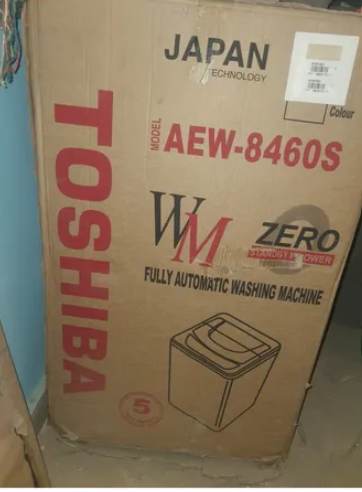 JAPAN
TECHNOLOGY
Colour
MODEL
AEW-8460S
TOSHIBA
WM
ZERO
STANDBY POWER
FULLY AUTOMATIC WASHING MACHINE
5